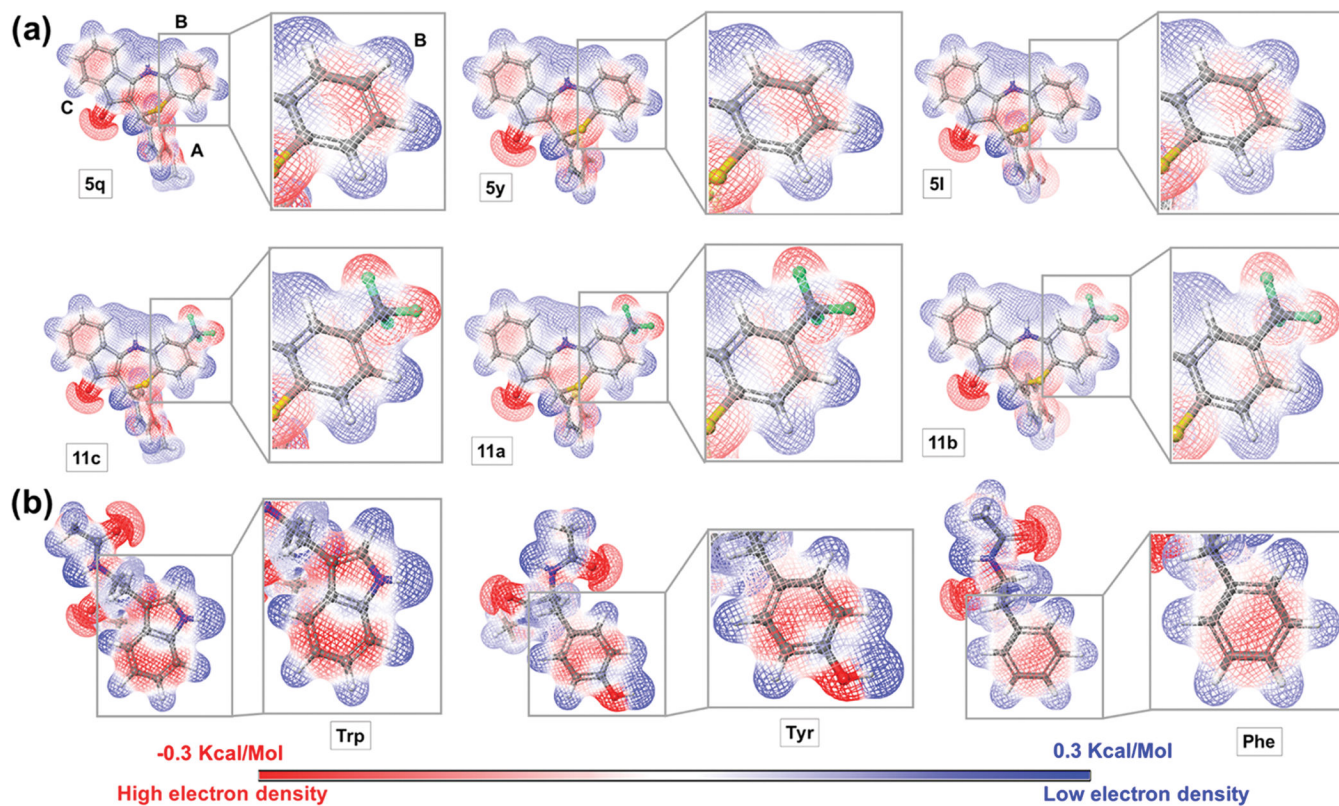 (a)
B
B
C
A
5q
5y
5l
11c
11a
11b
(b)
Trp
Tyr
Phe
-0.3 Kcal/Mol
0.3 Kcal/Mol
High electron density
Low electron density